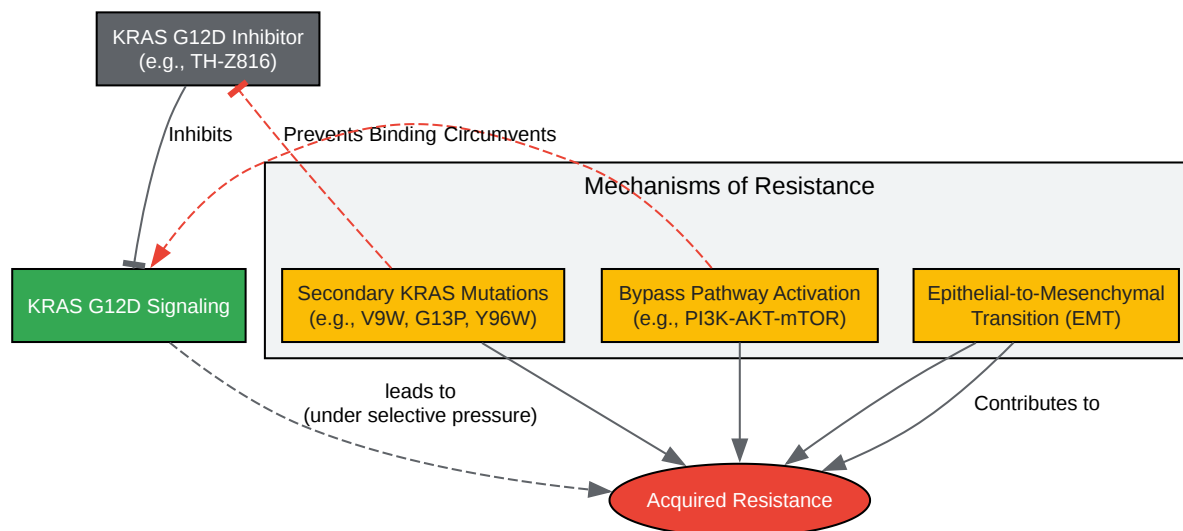 KRAS G12D Inhibitor
(e.g., TH-Z816)
Inhibits
Prevents Binding
Circumvents
Mechanisms of Resistance
KRAS G12D Signaling
Secondary KRAS Mutations
(e.g., V9W, G13P, Y96W)
Bypass Pathway Activation
(e.g., PI3K-AKT-mTOR)
Epithelial-to-Mesenchymal
Transition (EMT)
leads to
(under selective pressure)
Contributes to
Acquired Resistance